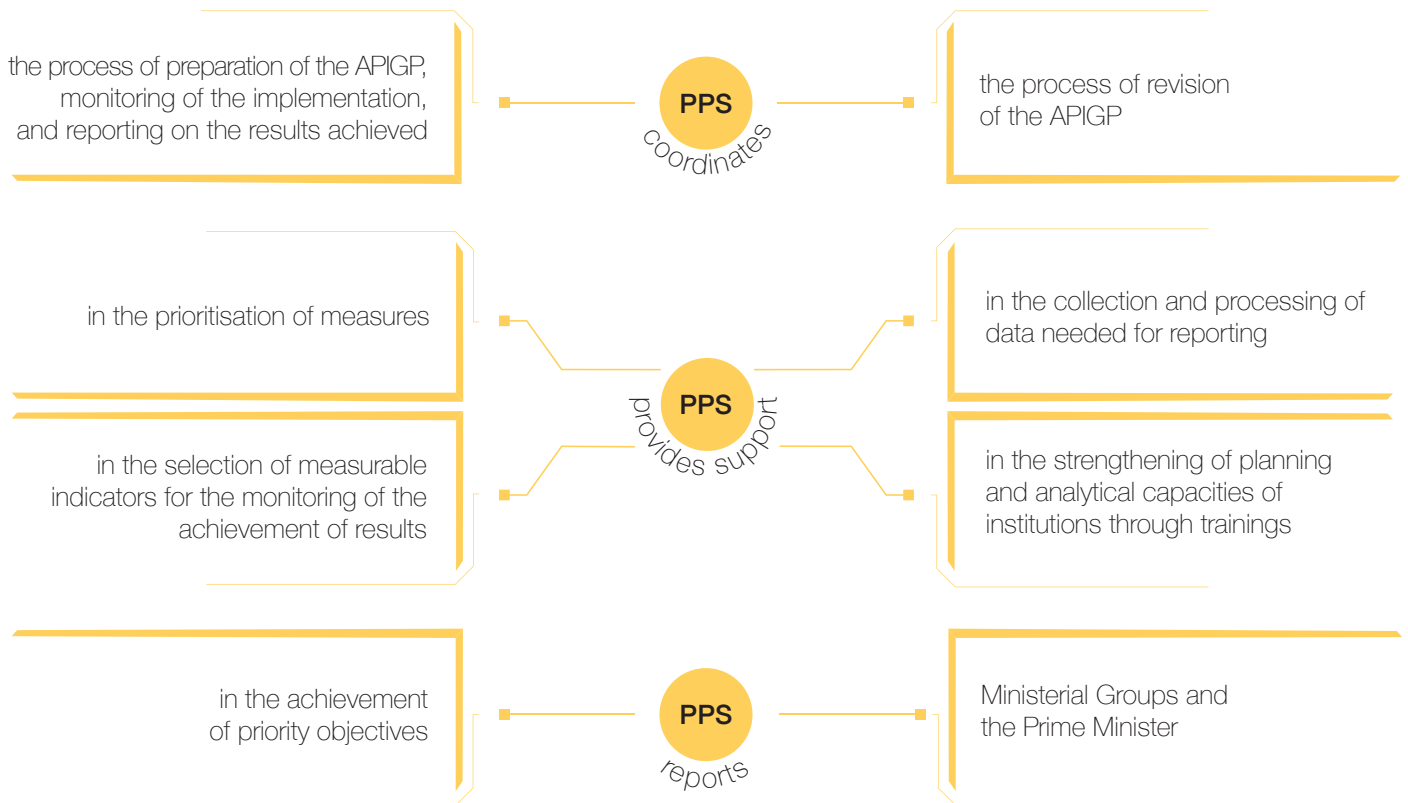 the process of preparation of the APIGP,
monitoring of the implementation,
and reporting on the results achieved
PPS
coordinates
the process of revision
of the APIGP
in the prioritisation of measures
in the selection of measurable
indicators for the monitoring of the
achievement of results
PPS
provides support
in the collection and processing of
data needed for reporting
in the strengthening of planning
and analytical capacities of
institutions through trainings
in the achievement
of priority objectives
PPS
reports
Ministerial Groups and
the Prime Minister